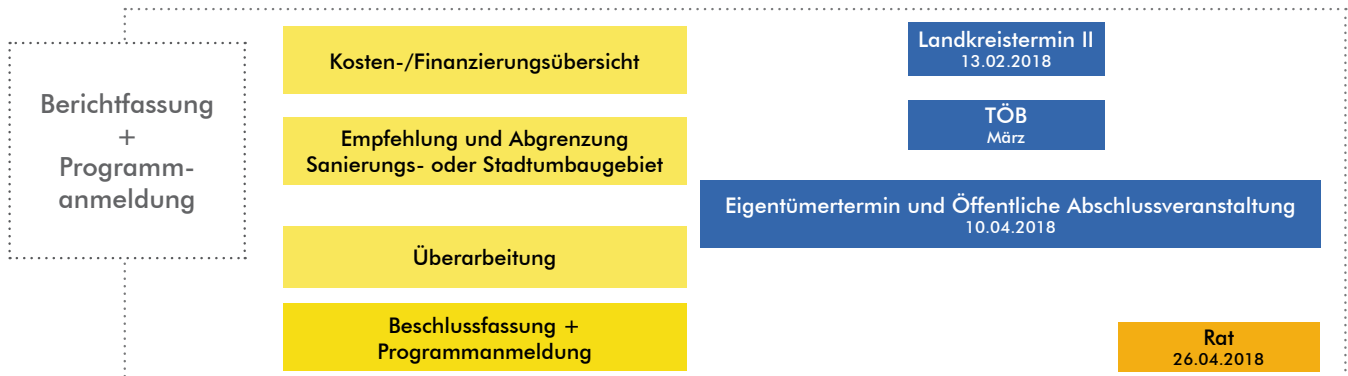 Berichtfassung
+
Programm-
anmeldung
Kosten-/Finanzierungsübersicht
Empfehlung und Abgrenzung
Sanierungs- oder Stadtumbaugebiet
Überarbeitung
Beschlussfassung +
Programmanmeldung
Landkreistermin II
13.02.2018
TÖB
März
Eigentümertermin und Öffentliche Abschlussveranstaltung
10.04.2018
Rat
26.04.2018